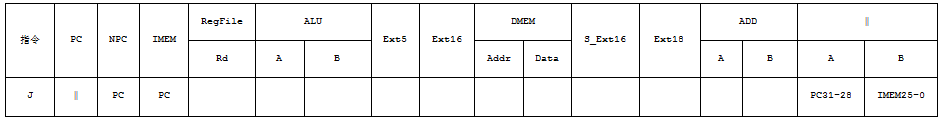 指令 PC NPC IMEM RegFile ALU Ext5 Ext16 DMEM S_Ext16 Ext18 ADD ||
Rd A B Addr Data A B A B
J || PC PC PC31-28 IMEM25-0